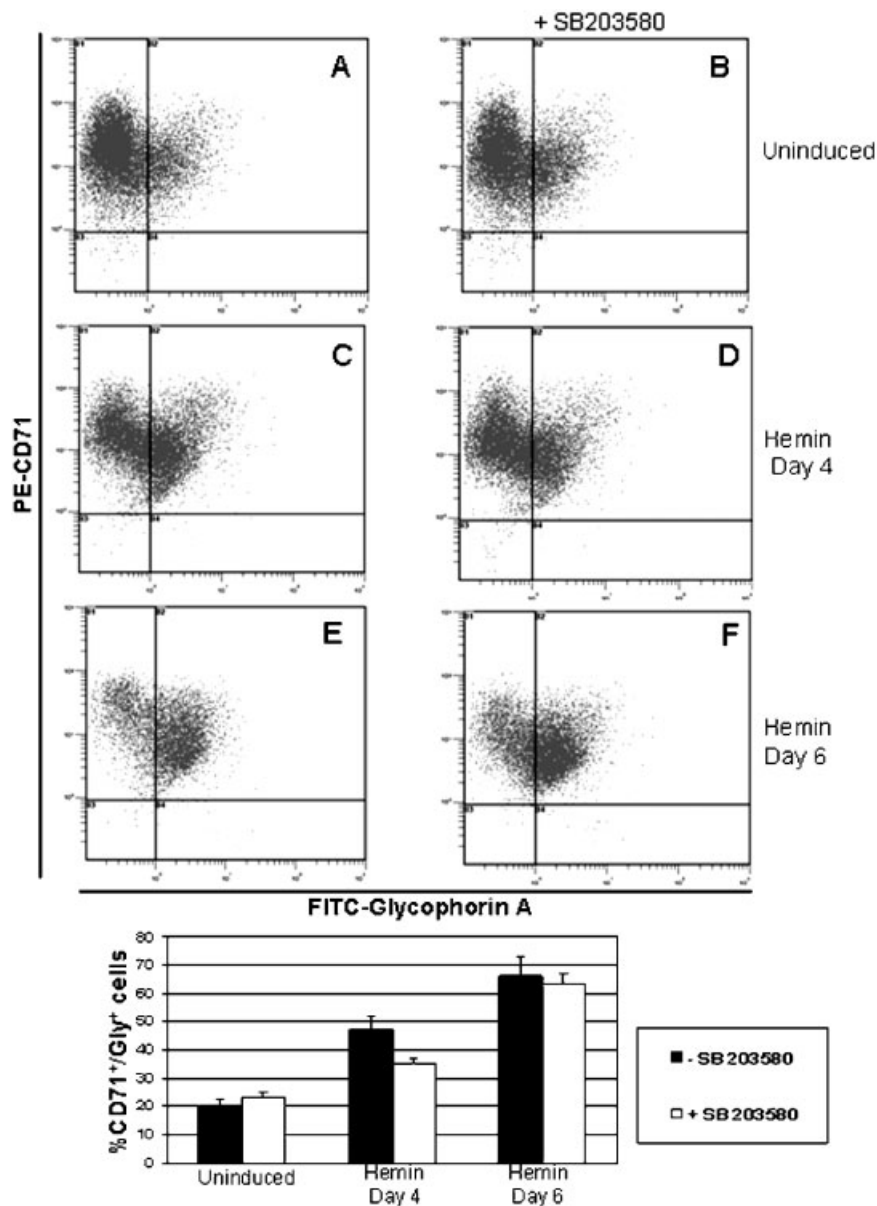 + SB203580
A
B
Uninduced
C
D
Hemin
Day 4
E
F
Hemin
Day 6
PE-CD71
FITC-Glycophorin A
%CD71⁺/Gly⁺ cells
80
70
60
50
40
30
20
10
0
Uninduced
Hemin
Day 4
Hemin
Day 6
- SB203580
+ SB203580